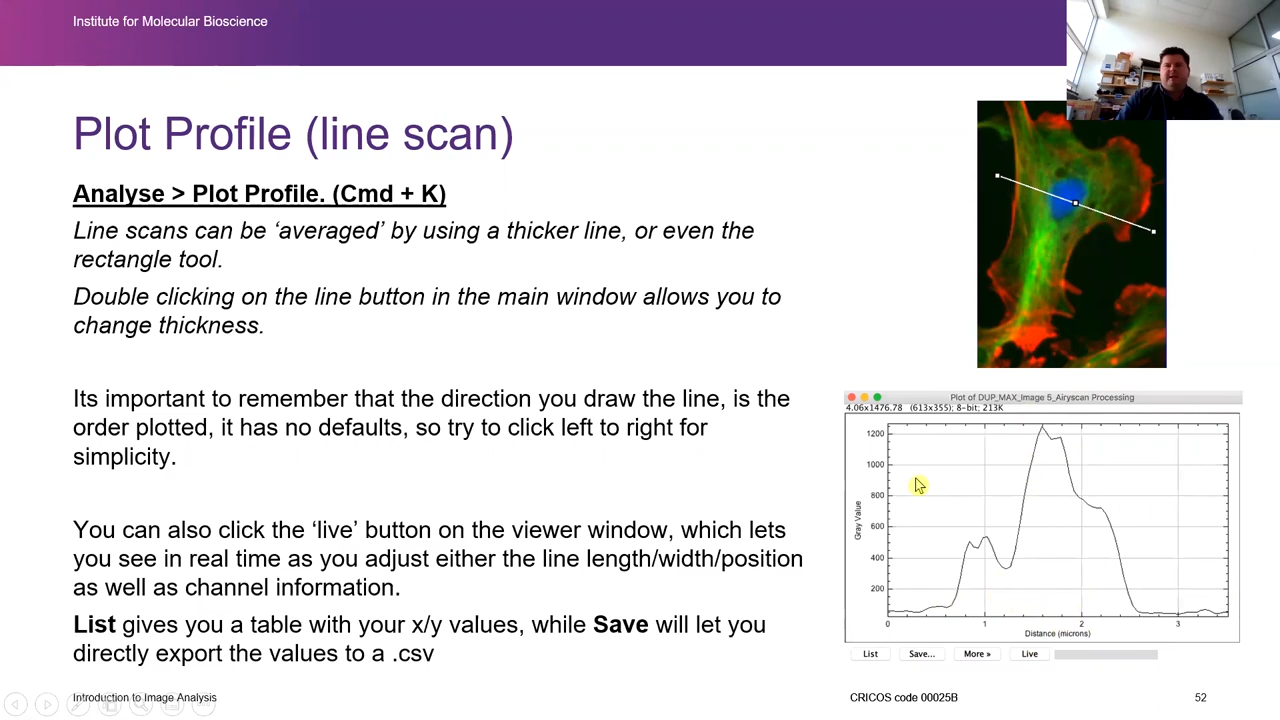 Institute for Molecular Bioscience
Plot Profile (line scan)
Analyse > Plot Profile. (Cmd + K)
Line scans can be ‘averaged’ by using a thicker line, or even the
rectangle tool.
Double clicking on the line button in the main window allows you to
change thickness.
Its important to remember that the direction you draw the line, is the
order plotted, it has no defaults, so try to click left to right for
simplicity.
You can also click the ‘live’ button on the viewer window, which lets
you see in real time as you adjust either the line length/width/position
as well as channel information.
List gives you a table with your x/y values, while Save will let you
directly export the values to a .csv
Plot of DUP_MAX_Image 5_Airyscan Processing
4.06x1476.78 (613x355); 8-bit; 213K
1200
1000
800
600
400
200
Gray Value
0 1 2 3
Distance (microns)
List Save... More » Live
Introduction to Image Analysis
CRICOS code 00025B
52